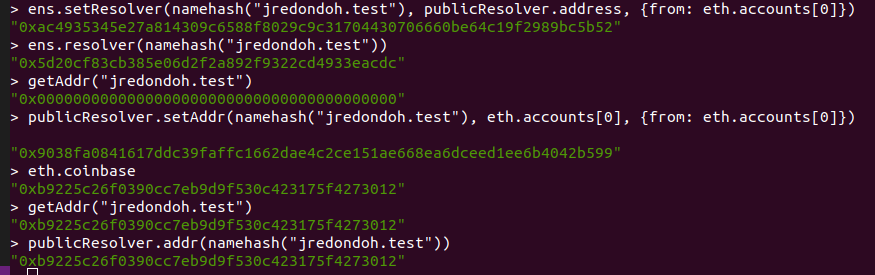 > ens.setResolver(namehash("jredondoh.test"), publicResolver.address, {from: eth.accounts[0]})
"0xac4935345e27a814309c6588f8029c9c31704430706660be64c19f2989bc5b52"
> ens.resolver(namehash("jredondoh.test"))
"0x5d20cf83cb385e06d2f2a892f9322cd4933eacdc"
> getAddr("jredondoh.test")
"0x0000000000000000000000000000000000000000"
> publicResolver.setAddr(namehash("jredondoh.test"), eth.accounts[0], {from: eth.accounts[0]})
"0x9038fa0841617ddc39faffc1662dae4c2ce151ae668ea6dceed1ee6b4042b599"
> eth.coinbase
"0xb9225c26f0390cc7eb9d9f530c423175f4273012"
> getAddr("jredondoh.test")
"0xb9225c26f0390cc7eb9d9f530c423175f4273012"
> publicResolver.addr(namehash("jredondoh.test"))
"0xb9225c26f0390cc7eb9d9f530c423175f4273012"